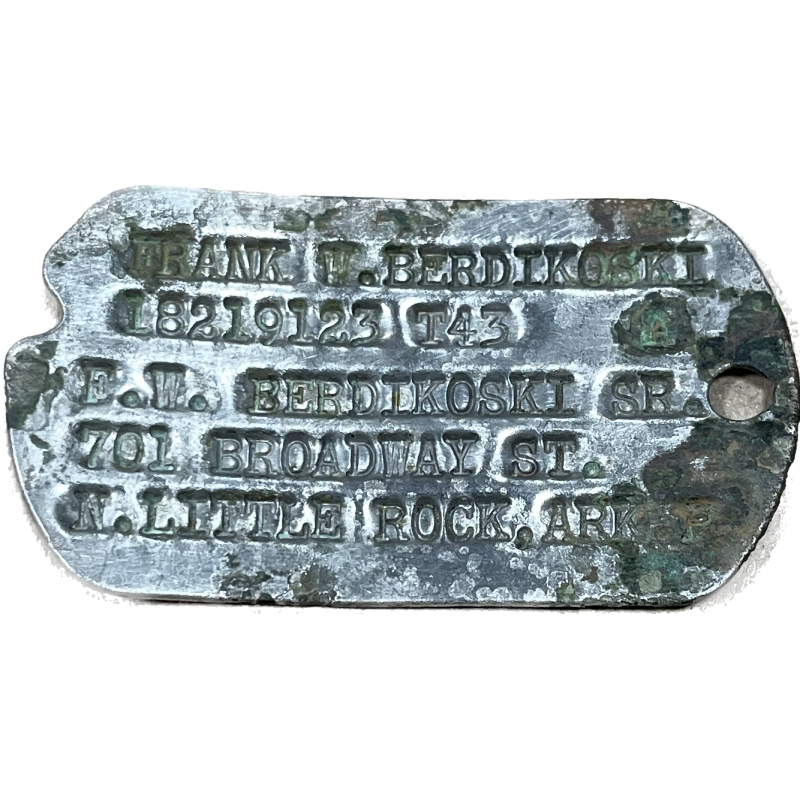 FRANK W.BERDIKOSKI
18219123 T43 A
F.W. BERDIKOSKI SR.
701 BROADWAY ST.
N.LITTLE ROCK,ARK. P